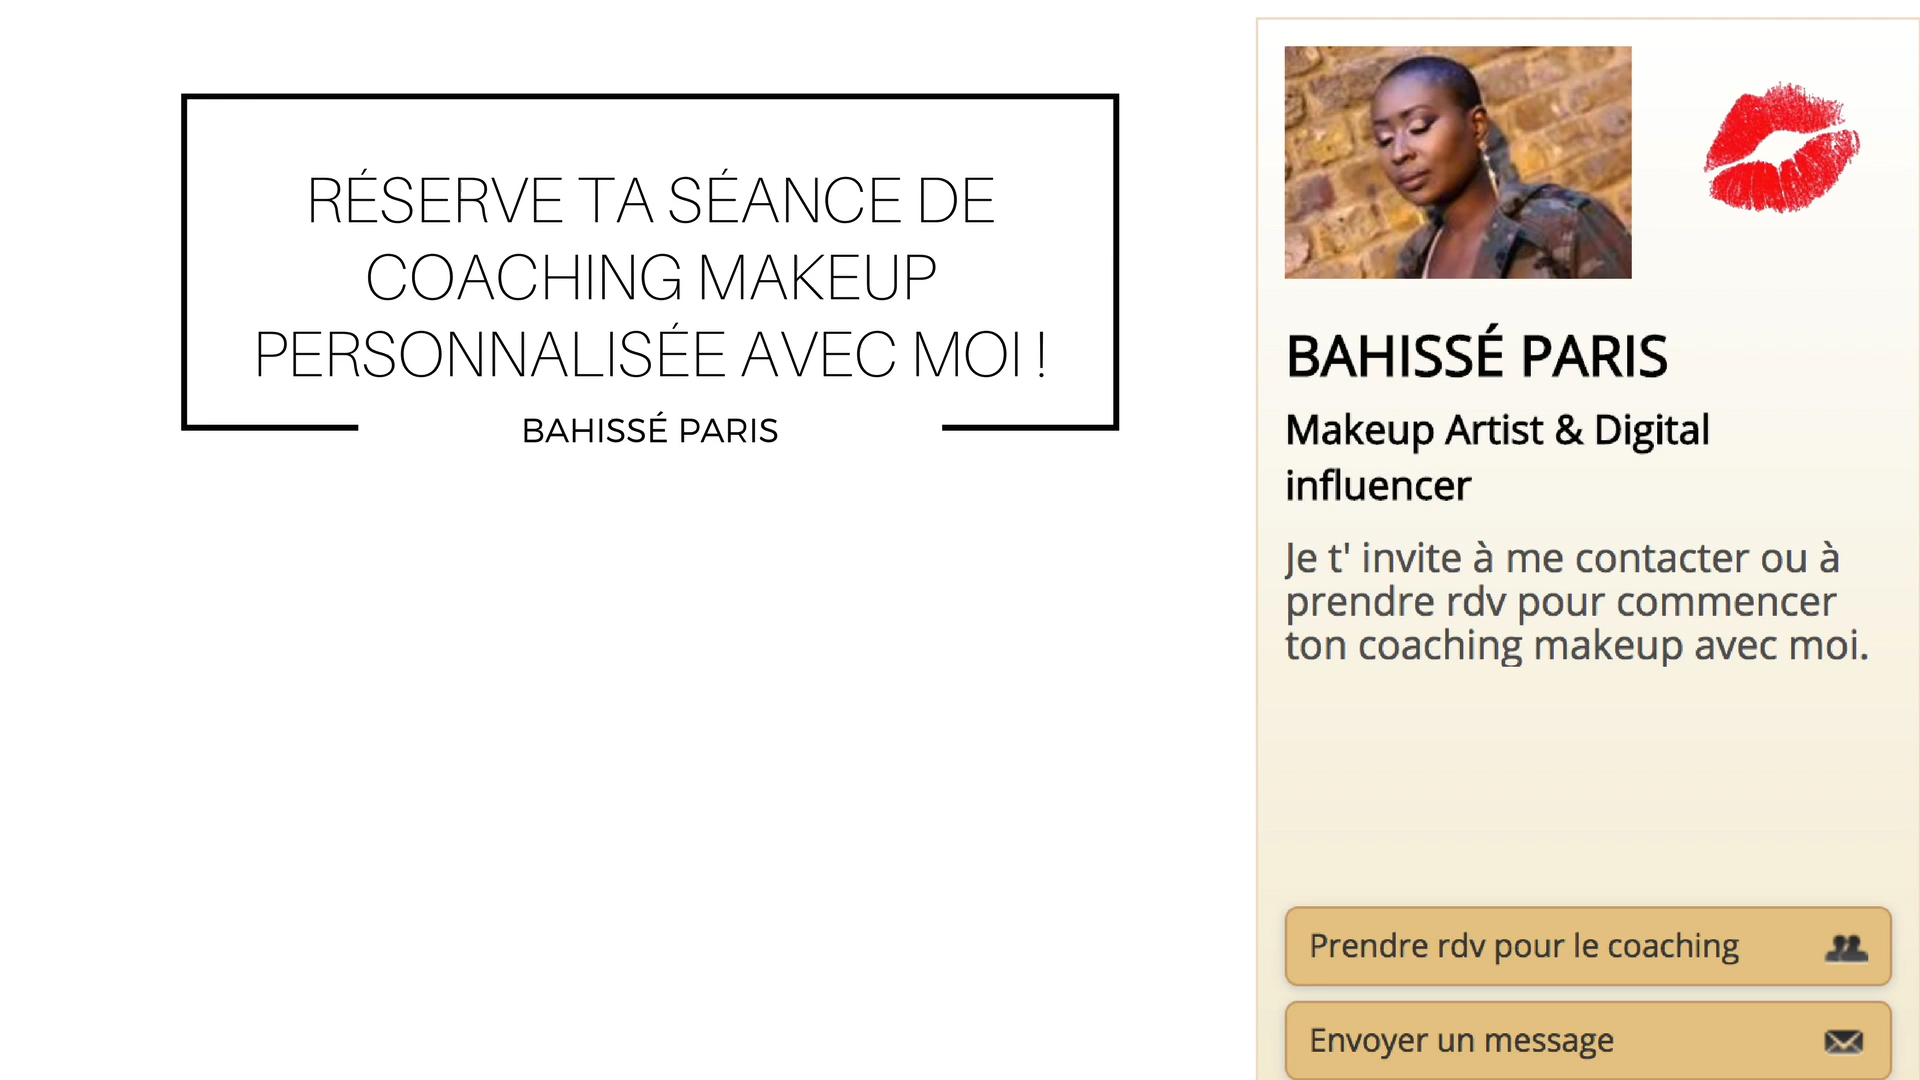 RÉSERVE TA SÉANCE DE
COACHING MAKEUP
PERSONNALISÉE AVEC MOI !
BAHISSÉ PARIS
BAHISSÉ PARIS
Makeup Artist & Digital
influencer
Je t' invite à me contacter ou à
prendre rdv pour commencer
ton coaching makeup avec moi.
Prendre rdv pour le coaching
Envoyer un message